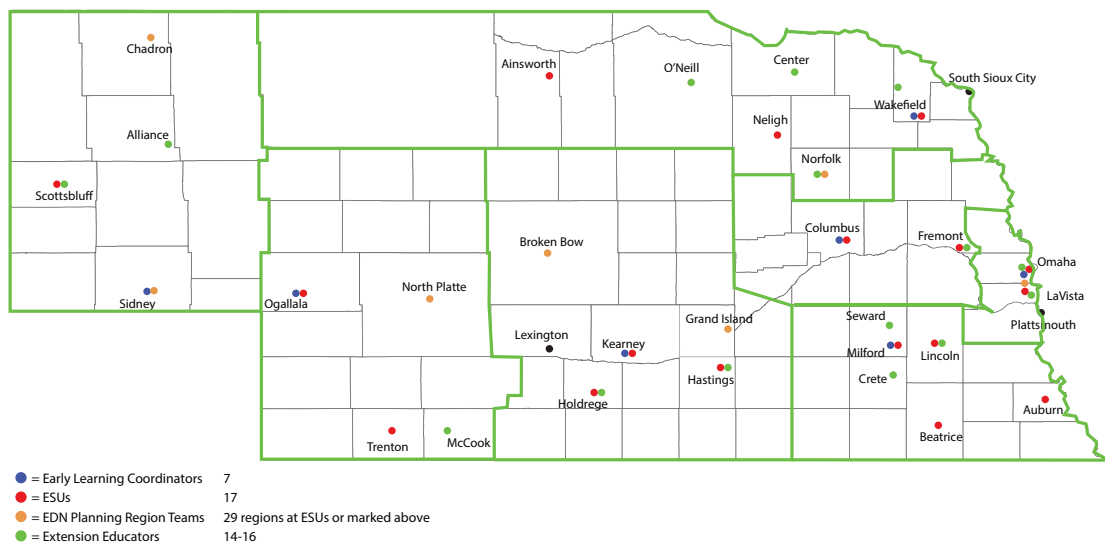 Chadron
Ainsworth
O'Neill
Center
South Sioux City
Wakefield
Neligh
Alliance
Norfolk
Scottsbluff
Columbus
Fremont
Broken Bow
Omaha
Sidney
Ogallala
North Platte
LaVista
Grand Island
Seward
Plattsmouth
Lexington
Kearney
Milford
Lincoln
Hastings
Crete
Holdrege
Auburn
Trenton
McCook
Beatrice
= Early Learning Coordinators 7
= ESUs 17
= EDN Planning Region Teams 29 regions at ESUs or marked above
= Extension Educators 14-16